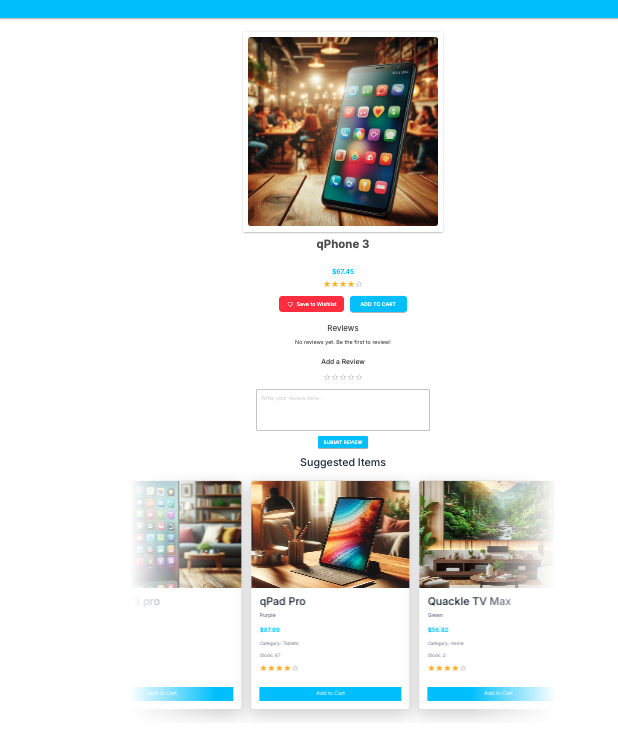 qPhone 3
$67.45
★★★★☆
Save to Wishlist
ADD TO CART
Reviews
No reviews yet. Be the first to review!
Add a Review
☆☆☆☆☆
Write your review here...
SUBMIT REVIEW
Suggested Items
3 pro
Add to Cart
qPad Pro
Purple
$97.99
Category: Tablets
Stock: 67
★★★★☆
Add to Cart
Quackle TV Max
Green
$56.82
Category: Home
Stock: 2
★★★★☆
Add to Cart